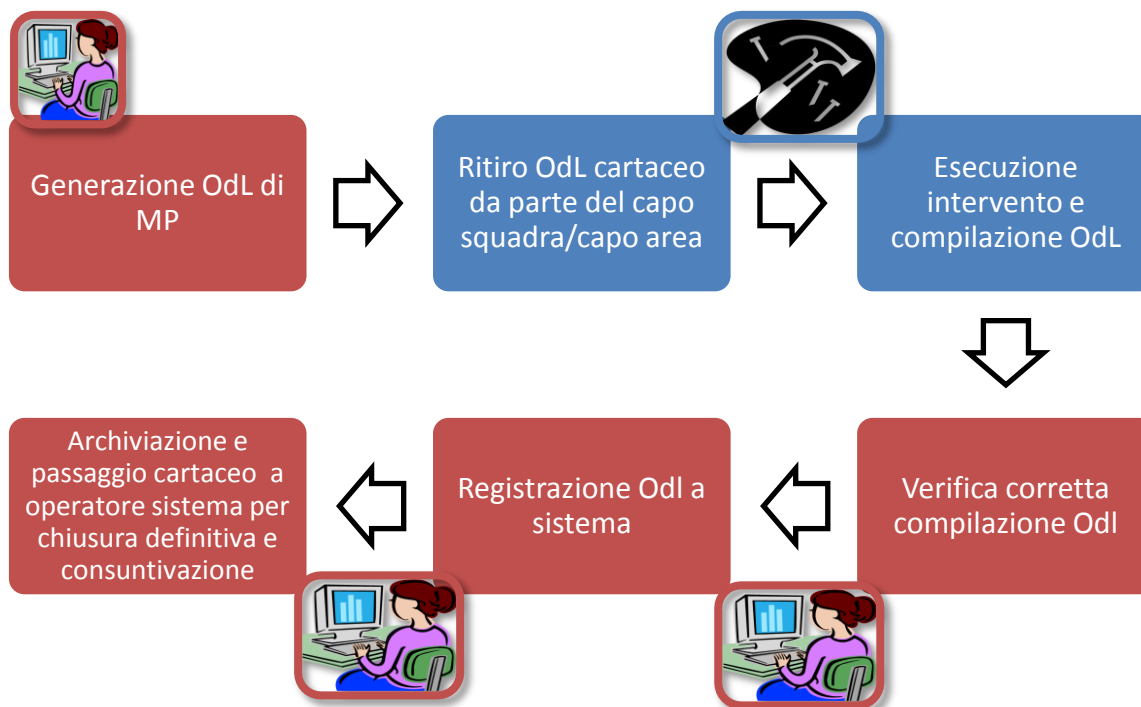 Generazione OdL di
MP
Ritiro OdL cartaceo
da parte del capo
squadra/capo area
Esecuzione
intervento e
compilazione OdL
Verifica corretta
compilazione Odl
Registrazione Odl a
sistema
Archiviazione e
passaggio cartaceo a
operatore sistema per
chiusura definitiva e
consuntivazione